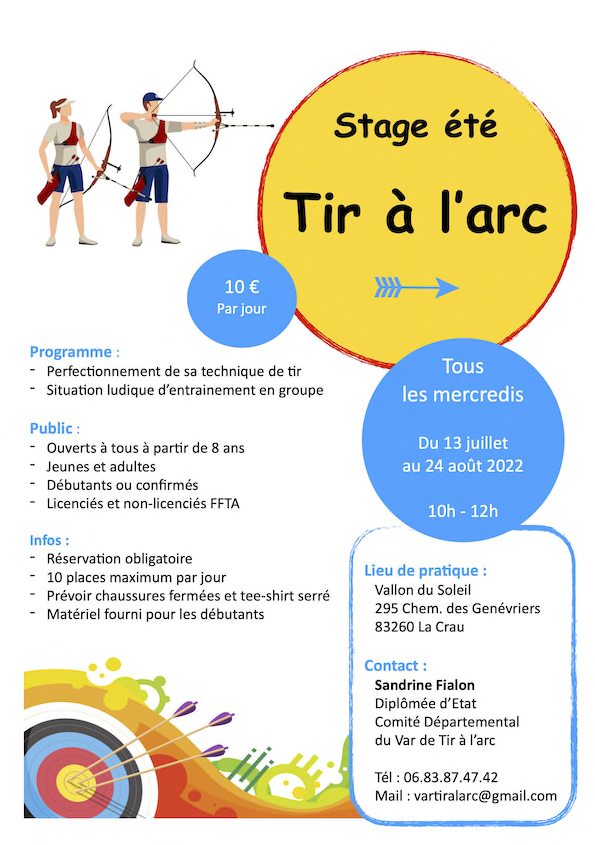 Stage été
Tir à l'arc
10 €
Par jour
Tous
les mercredis
Du 13 juillet
au 24 août 2022
10h - 12h
Programme :
- Perfectionnement de sa technique de tir
- Situation ludique d'entrainement en groupe
Public :
- Ouverts à tous à partir de 8 ans
- Jeunes et adultes
- Débutants ou confirmés
- Licenciés et non-licenciés FFTA
Infos :
- Réservation obligatoire
- 10 places maximum par jour
- Prévoir chaussures fermées et tee-shirt serré
- Matériel fourni pour les débutants
Lieu de pratique :
Vallon du Soleil
295 Chem. des Genévriers
83260 La Crau
Contact :
Sandrine Fialon
Diplômée d'Etat
Comité Départemental
du Var de Tir à l'arc
Tél : 06.83.87.47.42
Mail : vartiralarc@gmail.com